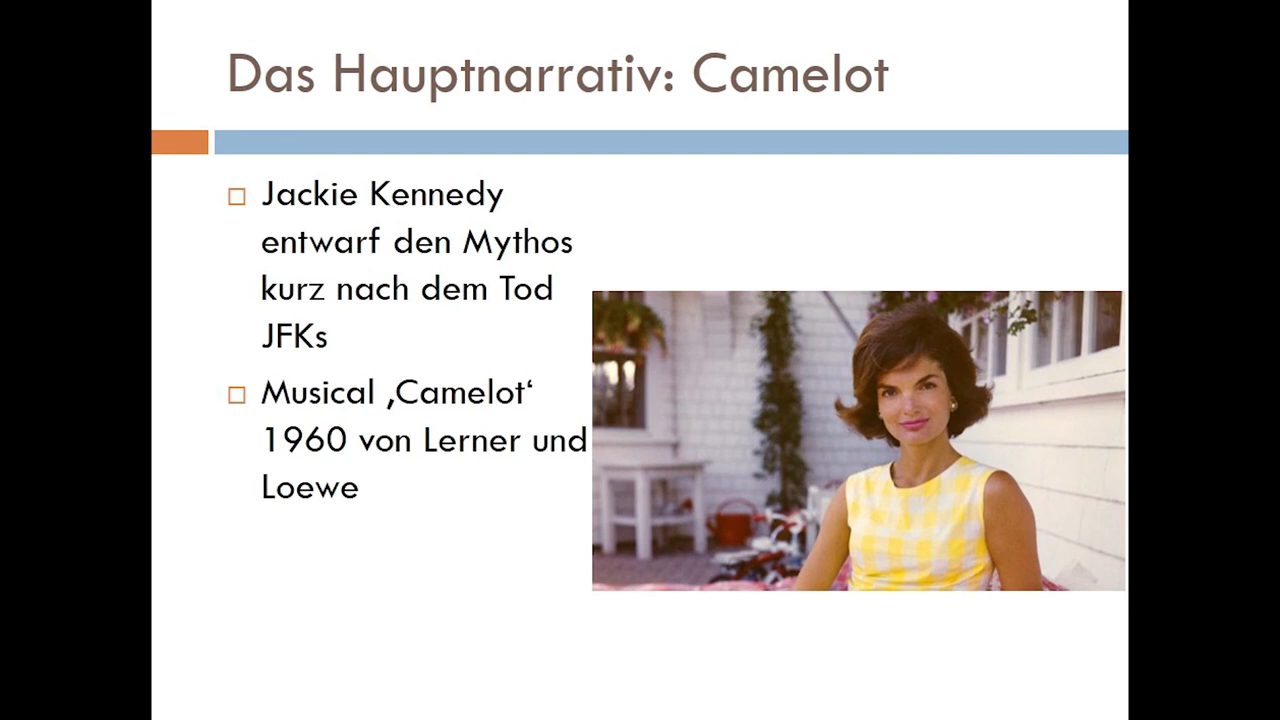 Das Hauptnarrativ: Camelot
Jackie Kennedy
entwarf den Mythos
kurz nach dem Tod
JFKs
Musical ‚Camelot‘
1960 von Lerner und
Loewe